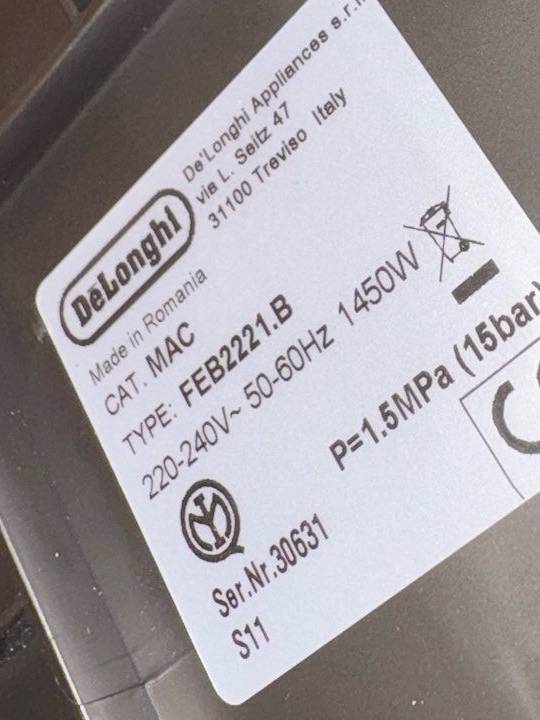 De'Longhi Appliances s.r.l
via L. Seitz 47
31100 Treviso Italy
DeLonghi
Made in Romania
CAT. MAC
TYPE: FEB2221.B
220-240V~ 50-60Hz 1450W
P=1.5MPa (15bar)
CE
Ser.Nr.30631
S11